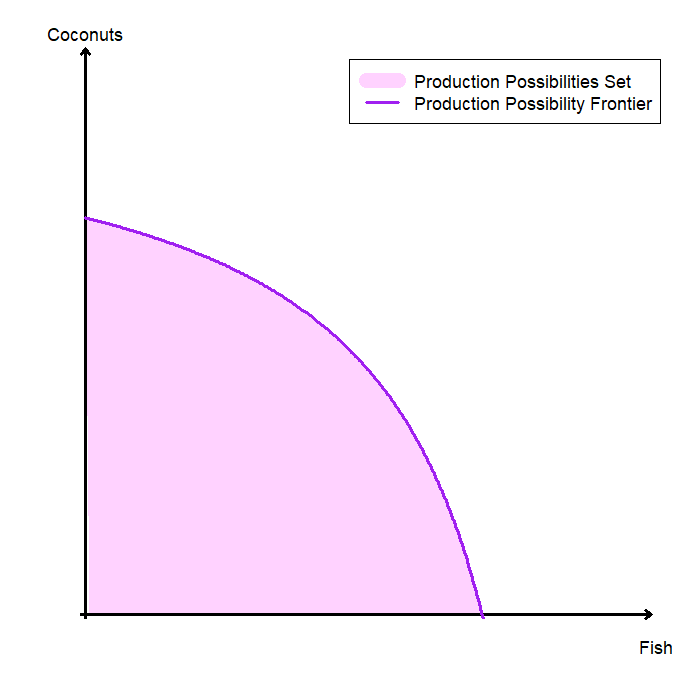 Coconuts
Production Possibilities Set
Production Possibility Frontier
Fish